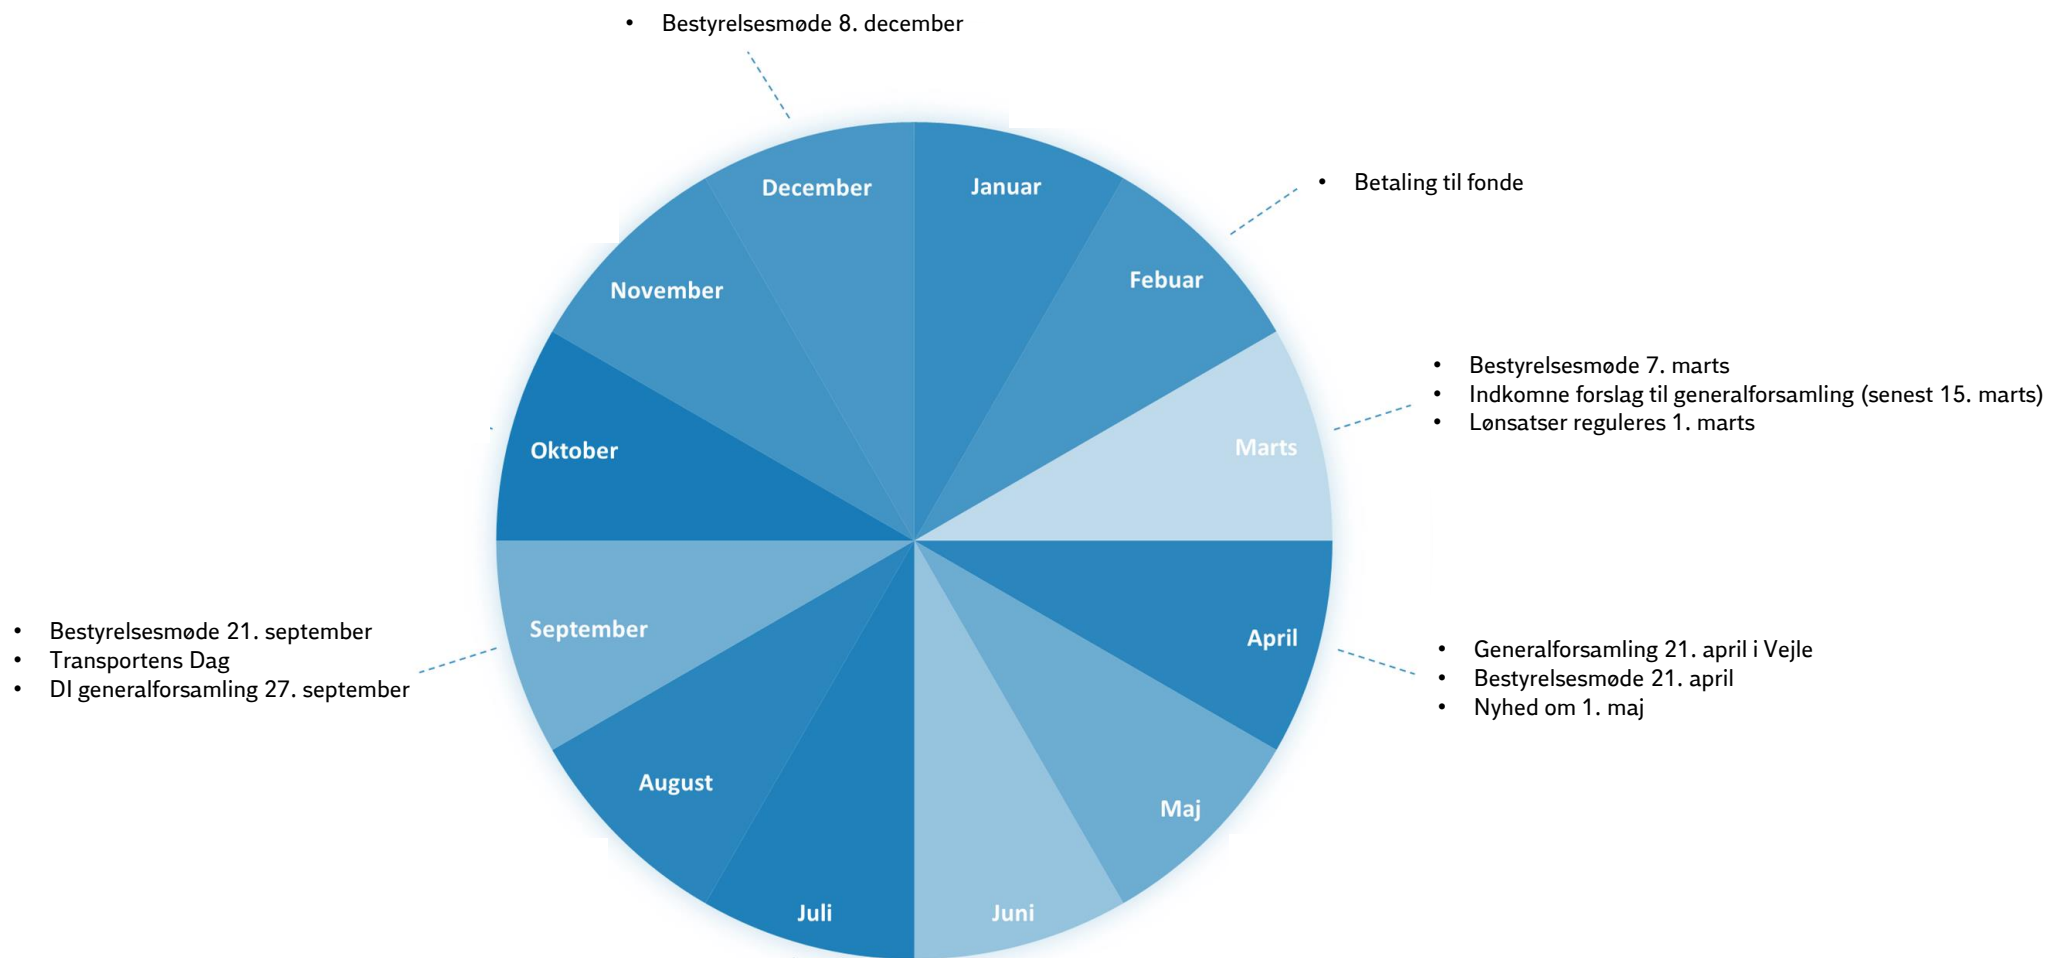 • Bestyrelsesmøde 8. december
December
Januar
• Betaling til fonde
Febuar
November
• Bestyrelsesmøde 7. marts
• Indkomne forslag til generalforsamling (senest 15. marts)
• Lønsatser reguleres 1. marts
Marts
Oktober
September
• Bestyrelsesmøde 21. september
• Transportens Dag
• DI generalforsamling 27. september
April
• Generalforsamling 21. april i Vejle
• Bestyrelsesmøde 21. april
• Nyhed om 1. maj
August
Maj
Juli
Juni